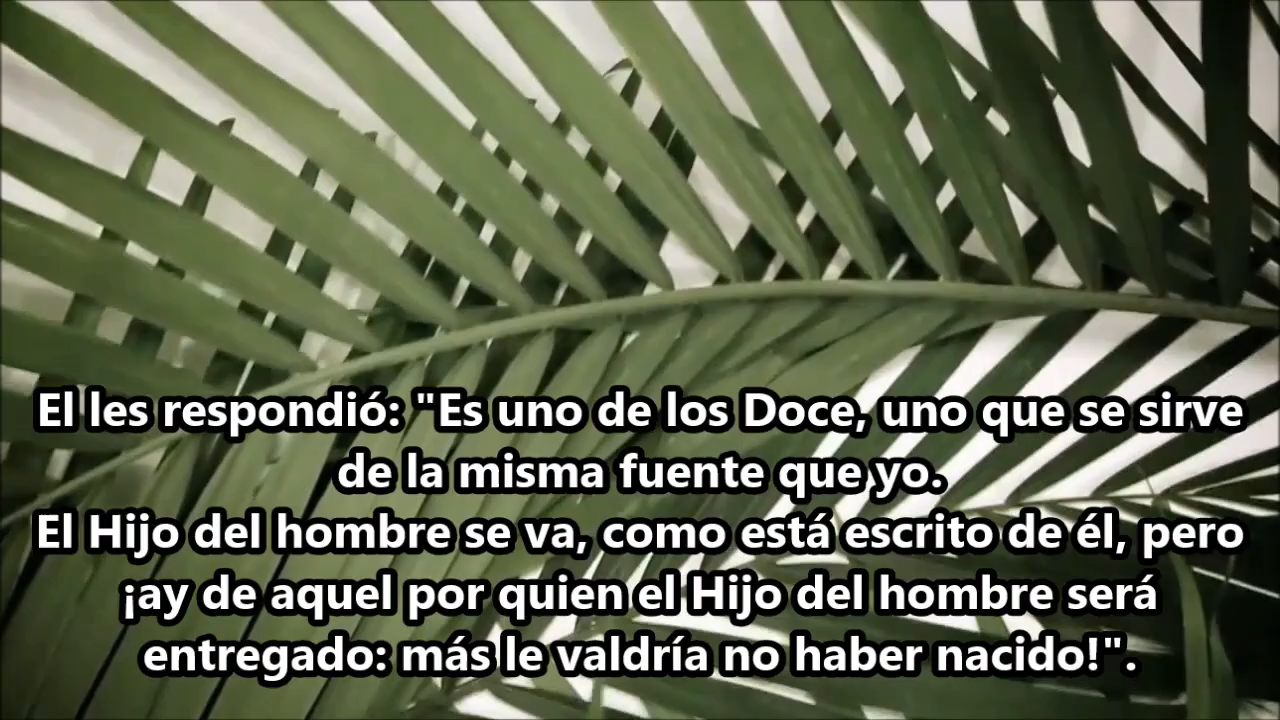 El les respondió: "Es uno de los Doce, uno que se sirve
de la misma fuente que yo.
El Hijo del hombre se va, como está escrito de él, pero
¡ay de aquel por quien el Hijo del hombre será
entregado: más le valdría no haber nacido!".